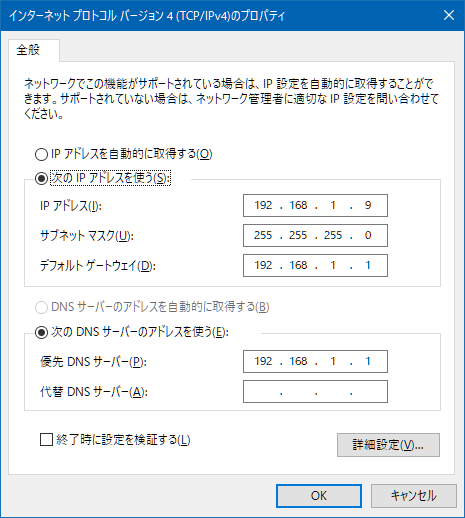 インターネット プロトコル バージョン 4 (TCP/IPv4)のプロパティ
全般
ネットワークでこの機能がサポートされている場合は、IP 設定を自動的に取得することがで
きます。サポートされていない場合は、ネットワーク管理者に適切な IP 設定を問い合わせて
ください。
IP アドレスを自動的に取得する(O)
次の IP アドレスを使う(S):
IP アドレス(I): 192 . 168 . 1 . 9
サブネット マスク(U): 255 . 255 . 255 . 0
デフォルト ゲートウェイ(D): 192 . 168 . 1 . 1
DNS サーバーのアドレスを自動的に取得する(B)
次の DNS サーバーのアドレスを使う(E):
優先 DNS サーバー(P): 192 . 168 . 1 . 1
代替 DNS サーバー(A): . . .
終了時に設定を検証する(L)
詳細設定(V)...
OK キャンセル